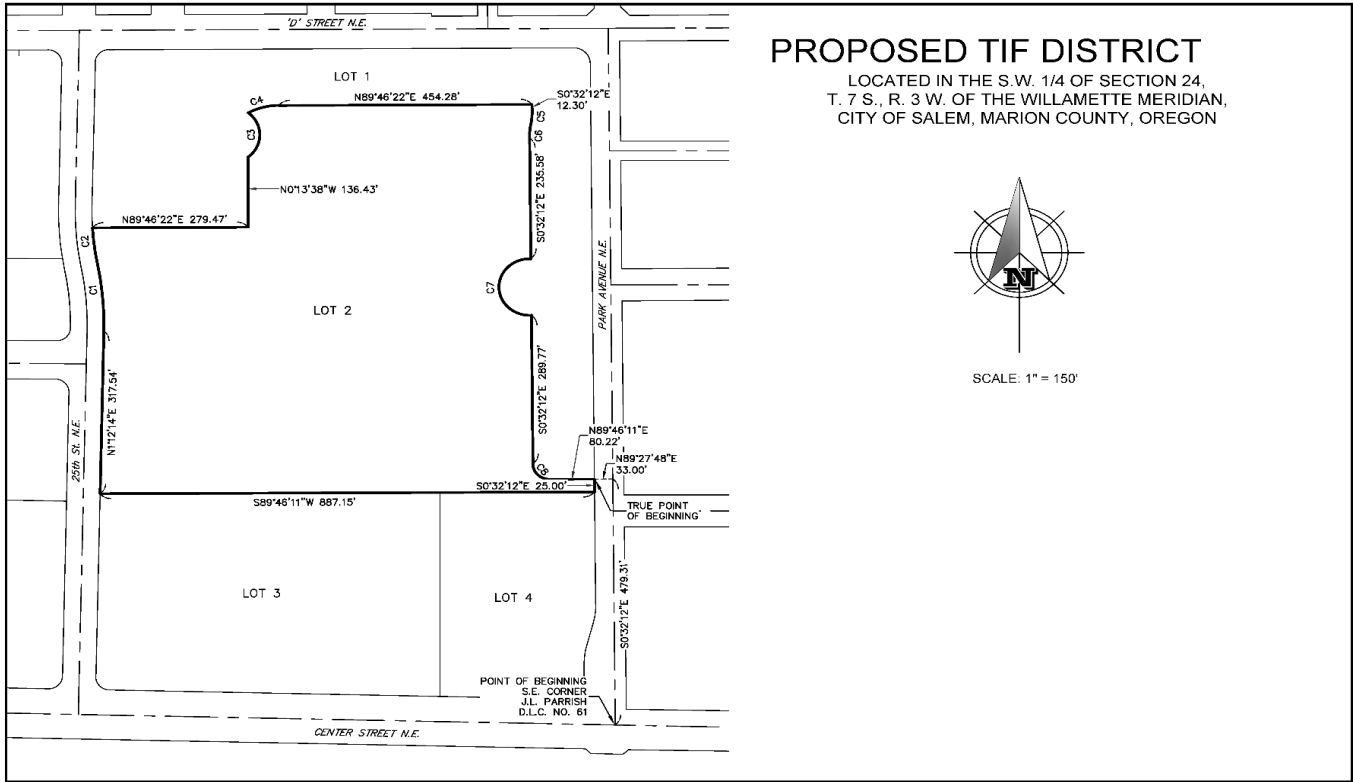 'D' STREET N.E.
PROPOSED TIF DISTRICT
LOCATED IN THE S.W. 1/4 OF SECTION 24,
T. 7 S., R. 3 W. OF THE WILLAMETTE MERIDIAN,
CITY OF SALEM, MARION COUNTY, OREGON
LOT 1
C4
N89°46'22"E 454.28'
S0°32'12"E
12.30'
C5
C3
C6
N0°13'38"W 136.43'
S0°32'12"E 235.58'
N89°46'22"E 279.47'
C2
C1
LOT 2
C7
PARK AVENUE N.E.
N
SCALE: 1" = 150'
N1°12'14"E 317.54'
S0°32'12"E 289.77'
25th St. N.E.
N89°46'11"E
80.22'
N89°27'48"E
33.00'
C8
S0°32'12"E 25.00'
S89°46'11"W 887.15'
TRUE POINT
OF BEGINNING
S0°32'12"E 479.31'
LOT 3
LOT 4
POINT OF BEGINNING
S.E. CORNER
J.L. PARRISH
D.L.C. NO. 61
CENTER STREET N.E.